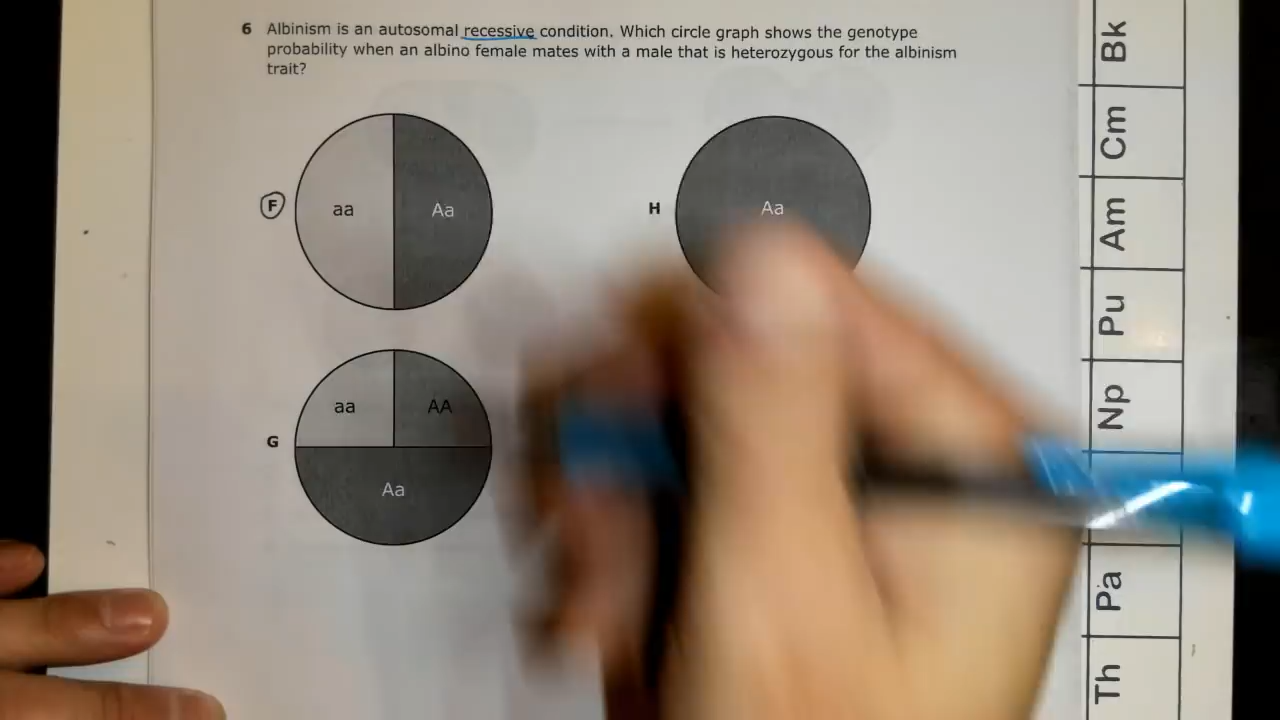 6 Albinism is an autosomal recessive condition. Which circle graph shows the genotype
probability when an albino female mates with a male that is heterozygous for the albinism
trait?
F
aa
Aa
H
Aa
G
aa
AA
Aa
Bk
Cm
Am
Pu
Np
Pa
Th